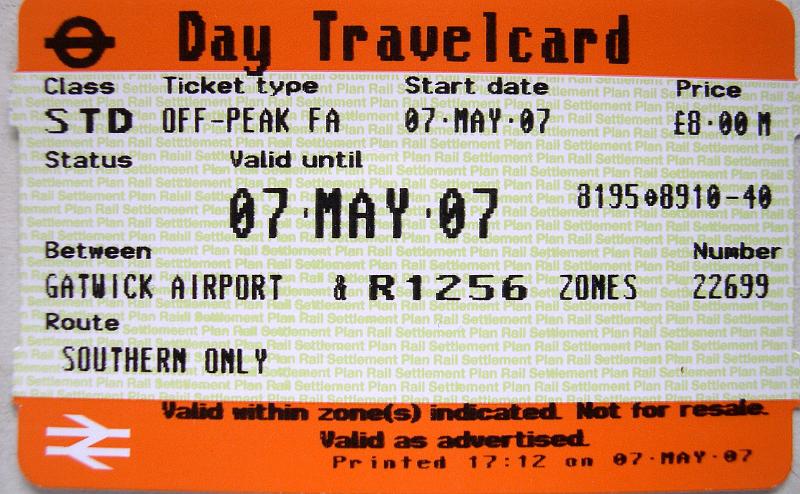 Day Travelcard
Class Ticket type Start date Price
STD OFF-PEAK FA 07·MAY·07 £8·00 M
Status Valid until
07·MAY·07 8195 8910-40
Between Number
GATWICK AIRPORT & R1256 ZONES 22699
Route
SOUTHERN ONLY
Valid within zone(s) indicated. Not for resale.
Valid as advertised.
Printed 17:12 on 07·MAY·07